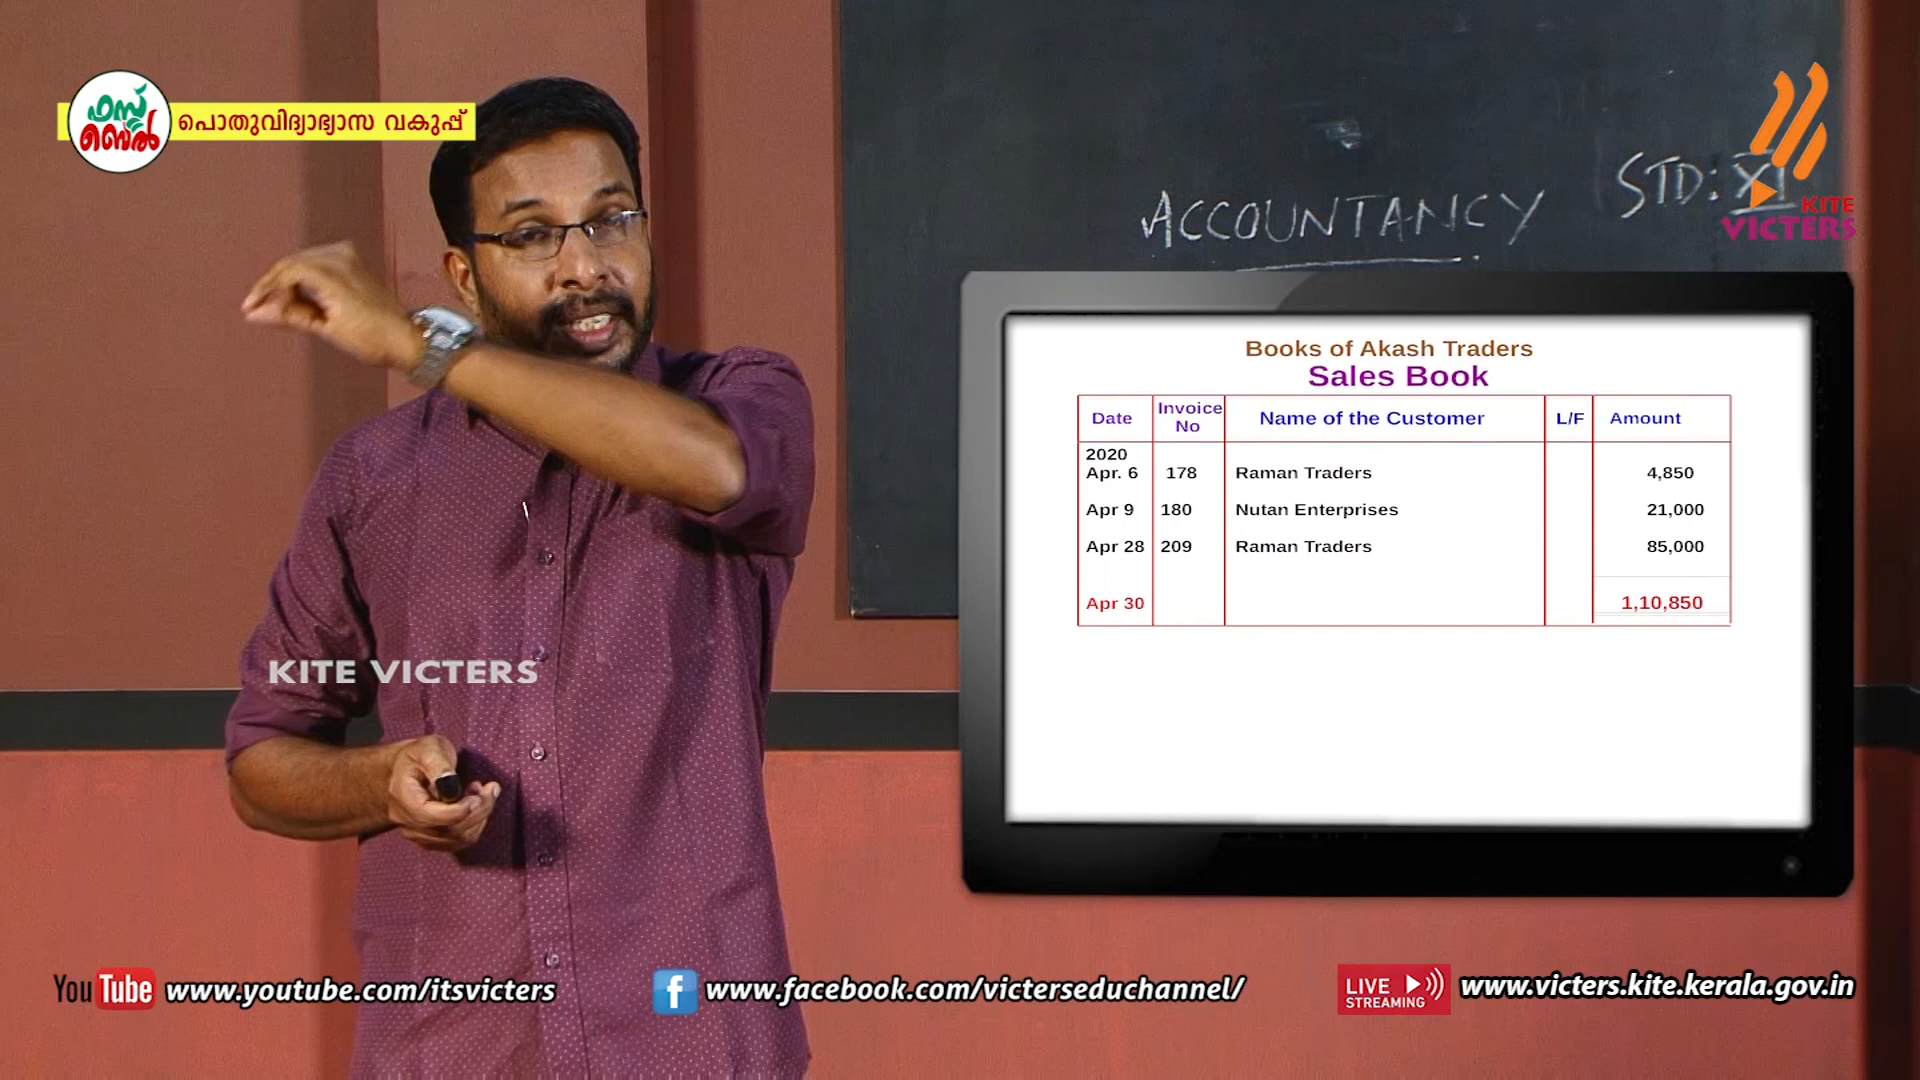 ഫസ്റ്റ്
ബെൽ
പൊതുവിദ്യാഭ്യാസ വകുപ്പ്
ACCOUNTANCY
STD: XI
KITE
VICTERS
Books of Akash Traders
Sales Book
Date Invoice No Name of the Customer L/F Amount
2020
Apr. 6 178 Raman Traders 4,850
Apr 9 180 Nutan Enterprises 21,000
Apr 28 209 Raman Traders 85,000
Apr 30 1,10,850
KITE VICTERS
YouTube www.youtube.com/itsvicters
f www.facebook.com/victerseduchannel/
LIVE STREAMING www.victers.kite.kerala.gov.in